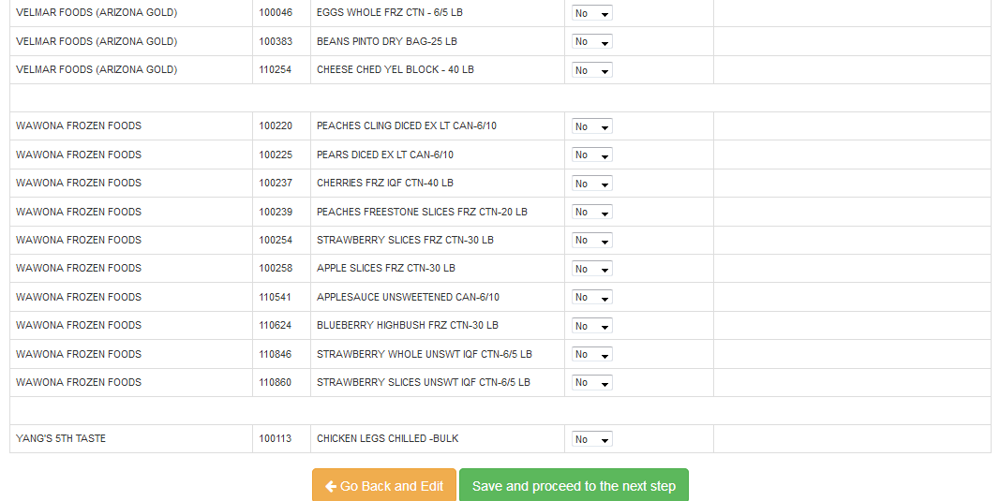 VELMAR FOODS (ARIZONA GOLD) 100046 EGGS WHOLE FRZ CTN - 6/5 LB No
VELMAR FOODS (ARIZONA GOLD) 100383 BEANS PINTO DRY BAG-25 LB No
VELMAR FOODS (ARIZONA GOLD) 110254 CHEESE CHED YEL BLOCK - 40 LB No
WAWONA FROZEN FOODS 100220 PEACHES CLING DICED EX LT CAN-6/10 No
WAWONA FROZEN FOODS 100225 PEARS DICED EX LT CAN-6/10 No
WAWONA FROZEN FOODS 100237 CHERRIES FRZ IQF CTN-40 LB No
WAWONA FROZEN FOODS 100239 PEACHES FREESTONE SLICES FRZ CTN-20 LB No
WAWONA FROZEN FOODS 100254 STRAWBERRY SLICES FRZ CTN-30 LB No
WAWONA FROZEN FOODS 100258 APPLE SLICES FRZ CTN-30 LB No
WAWONA FROZEN FOODS 110541 APPLESAUCE UNSWEETENED CAN-6/10 No
WAWONA FROZEN FOODS 110624 BLUEBERRY HIGHBUSH FRZ CTN-30 LB No
WAWONA FROZEN FOODS 110846 STRAWBERRY WHOLE UNSWT IQF CTN-6/5 LB No
WAWONA FROZEN FOODS 110860 STRAWBERRY SLICES UNSWT IQF CTN-6/5 LB No
YANG'S 5TH TASTE 100113 CHICKEN LEGS CHILLED -BULK No
Go Back and Edit Save and proceed to the next step